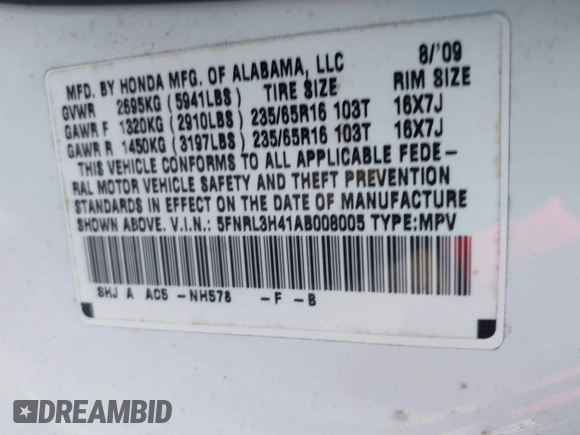 MFD. BY HONDA MFG. OF ALABAMA, LLC 8/'09
GVWR 2695KG (5941LBS) TIRE SIZE RIM SIZE
GAWR F 1320KG (2910LBS) 235/65R16 103T 16X7J
GAWR R 1450KG (3197LBS) 235/65R16 103T 16X7J
THIS VEHICLE CONFORMS TO ALL APPLICABLE FEDE-
RAL MOTOR VEHICLE SAFETY AND THEFT PREVENTION
STANDARDS IN EFFECT ON THE DATE OF MANUFACTURE
SHOWN ABOVE. V.I.N.: 5FNRL3H41AB008005 TYPE:MPV
SHJ A AC5 -NH578 -F -B
DREAMBID